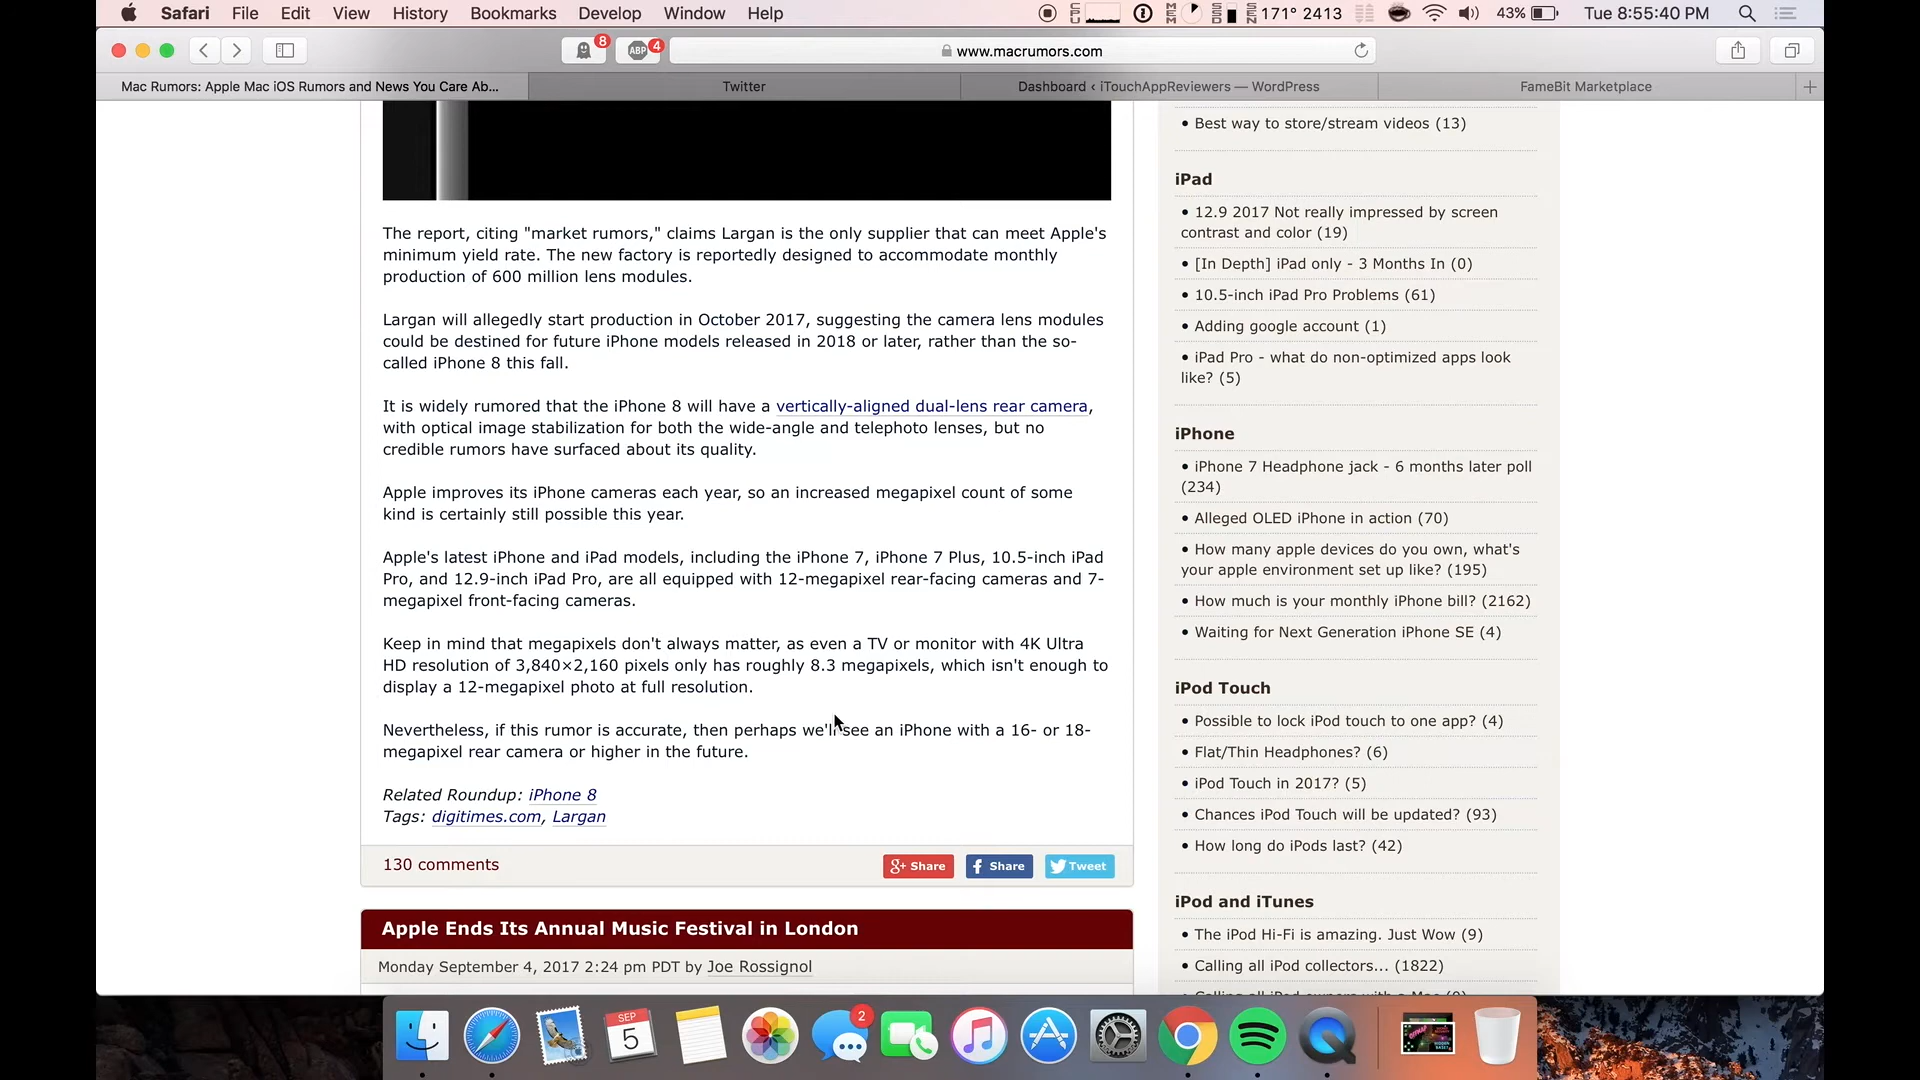 Safari File Edit View History Bookmarks Develop Window Help
CPU MEM SSD SEN 171° 2413 43% Tue 8:55:40 PM
8 ABP 4 www.macrumors.com
Mac Rumors: Apple Mac iOS Rumors and News You Care Ab... Twitter Dashboard ‹ iTouchAppReviewers — WordPress FameBit Marketplace
The report, citing "market rumors," claims Largan is the only supplier that can meet Apple's
minimum yield rate. The new factory is reportedly designed to accommodate monthly
production of 600 million lens modules.
Largan will allegedly start production in October 2017, suggesting the camera lens modules
could be destined for future iPhone models released in 2018 or later, rather than the so-
called iPhone 8 this fall.
It is widely rumored that the iPhone 8 will have a vertically-aligned dual-lens rear camera,
with optical image stabilization for both the wide-angle and telephoto lenses, but no
credible rumors have surfaced about its quality.
Apple improves its iPhone cameras each year, so an increased megapixel count of some
kind is certainly still possible this year.
Apple's latest iPhone and iPad models, including the iPhone 7, iPhone 7 Plus, 10.5-inch iPad
Pro, and 12.9-inch iPad Pro, are all equipped with 12-megapixel rear-facing cameras and 7-
megapixel front-facing cameras.
Keep in mind that megapixels don't always matter, as even a TV or monitor with 4K Ultra
HD resolution of 3,840×2,160 pixels only has roughly 8.3 megapixels, which isn't enough to
display a 12-megapixel photo at full resolution.
Nevertheless, if this rumor is accurate, then perhaps we'll see an iPhone with a 16- or 18-
megapixel rear camera or higher in the future.
Related Roundup: iPhone 8
Tags: digitimes.com, Largan
130 comments
G+ Share
f Share
Tweet
Apple Ends Its Annual Music Festival in London
Monday September 4, 2017 2:24 pm PDT by Joe Rossignol
• Best way to store/stream videos (13)
iPad
• 12.9 2017 Not really impressed by screen
contrast and color (19)
• [In Depth] iPad only - 3 Months In (0)
• 10.5-inch iPad Pro Problems (61)
• Adding google account (1)
• iPad Pro - what do non-optimized apps look
like? (5)
iPhone
• iPhone 7 Headphone jack - 6 months later poll
(234)
• Alleged OLED iPhone in action (70)
• How many apple devices do you own, what's
your apple environment set up like? (195)
• How much is your monthly iPhone bill? (2162)
• Waiting for Next Generation iPhone SE (4)
iPod Touch
• Possible to lock iPod touch to one app? (4)
• Flat/Thin Headphones? (6)
• iPod Touch in 2017? (5)
• Chances iPod Touch will be updated? (93)
• How long do iPods last? (42)
iPod and iTunes
• The iPod Hi-Fi is amazing. Just Wow (9)
• Calling all iPod collectors... (1822)
• Calling all iPod owners with a Mac
SEP
5
2